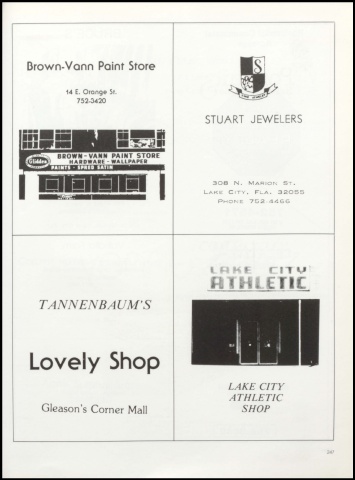 Brown-Vann Paint Store
14 E. Orange St.
752-3420
Glidden
BROWN-VANN PAINT STORE
HARDWARE-WALLPAPER
PAINTS - SPRED SATIN
S
STUART JEWELERS
308 N. Marion St.
Lake City, Fla. 32055
Phone 752-4466
TANNENBAUM'S
Lovely Shop
Gleason's Corner Mall
LAKE CITY
ATHLETIC
LAKE CITY
ATHLETIC
SHOP